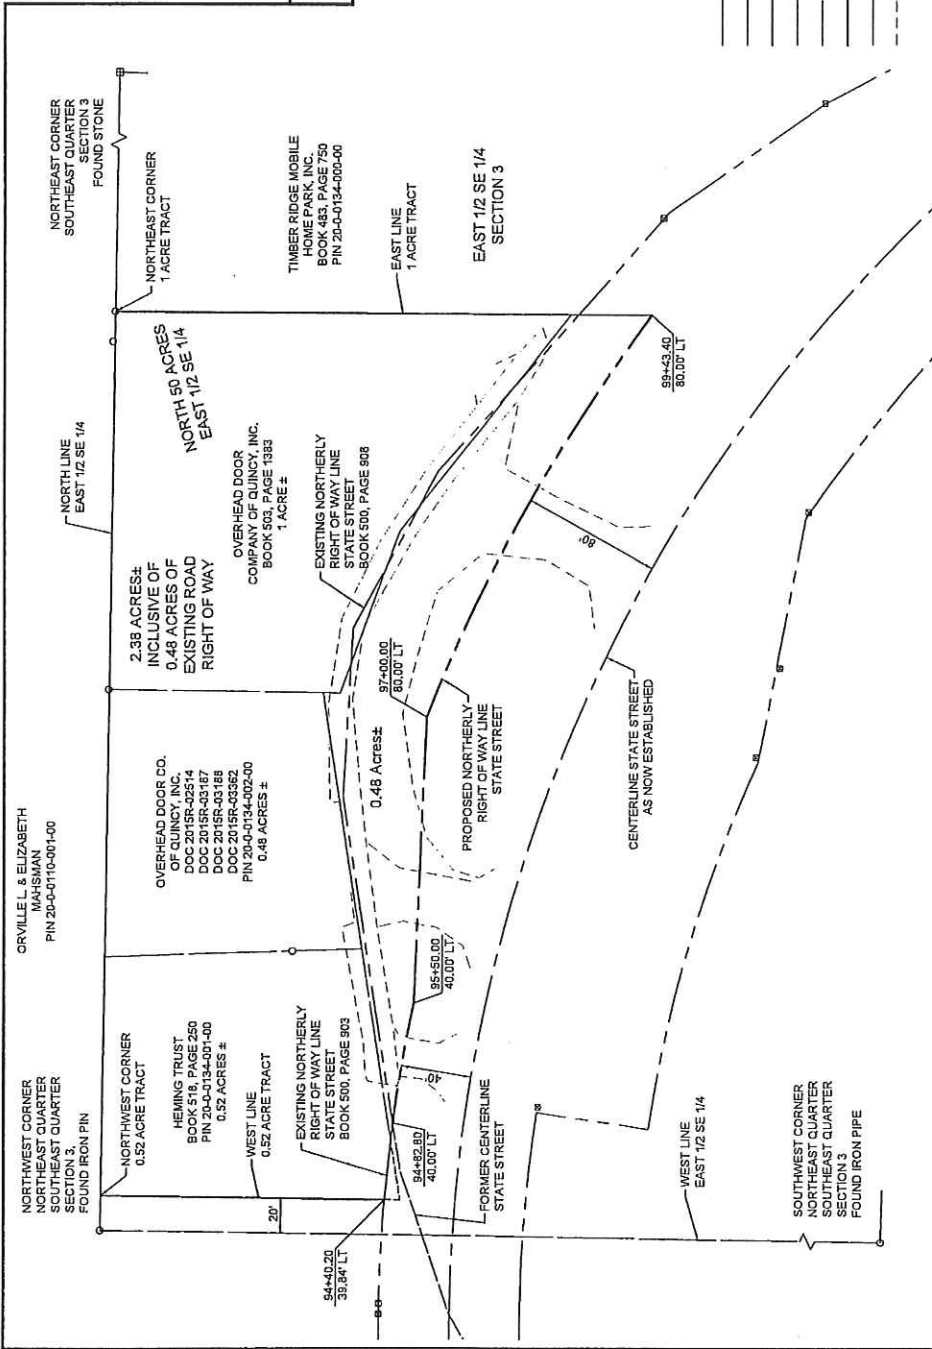 ORVILLE L. & ELIZABETH
MAHSMAN
PIN 20-0-0110-001-00
NORTHWEST CORNER
NORTHEAST QUARTER
SOUTHEAST QUARTER
SECTION 3,
FOUND IRON PIN
NORTHWEST CORNER
0.52 ACRE TRACT
HEMING TRUST
BOOK 518, PAGE 250
PIN 20-0-0134-001-00
0.52 ACRES ±
WEST LINE
0.52 ACRE TRACT
20'
EXISTING NORTHERLY
RIGHT OF WAY LINE
STATE STREET
BOOK 500, PAGE 903
94+40.20
39.84' LT
94+82.80
40.00' LT
40'
FORMER CENTERLINE
STATE STREET
95+50.00
40.00' LT
WEST LINE
EAST 1/2 SE 1/4
SOUTHWEST CORNER
NORTHEAST QUARTER
SOUTHEAST QUARTER
SECTION 3
FOUND IRON PIPE
OVERHEAD DOOR CO.
OF QUINCY, INC.
DOC 2015R-02514
DOC 2015R-03187
DOC 2015R-03188
DOC 2015R-03362
PIN 20-0-0134-002-00
0.48 ACRES ±
0.48 Acres±
97+00.00
80.00' LT
PROPOSED NORTHERLY
RIGHT OF WAY LINE
STATE STREET
CENTERLINE STATE STREET
AS NOW ESTABLISHED
2.38 ACRES±
INCLUSIVE OF
0.48 ACRES OF
EXISTING ROAD
RIGHT OF WAY
NORTH LINE
EAST 1/2 SE 1/4
NORTH 50 ACRES
EAST 1/2 SE 1/4
OVERHEAD DOOR
COMPANY OF QUINCY, INC.
BOOK 503, PAGE 1383
1 ACRE ±
EXISTING NORTHERLY
RIGHT OF WAY LINE
STATE STREET
BOOK 500, PAGE 908
80'
99+43.40
80.00' LT
NORTHEAST CORNER
SOUTHEAST QUARTER
SECTION 3
FOUND STONE
NORTHEAST CORNER
1 ACRE TRACT
TIMBER RIDGE MOBILE
HOME PARK, INC.
BOOK 483, PAGE 750
PIN 20-0-0134-000-00
EAST LINE
1 ACRE TRACT
EAST 1/2 SE 1/4
SECTION 3